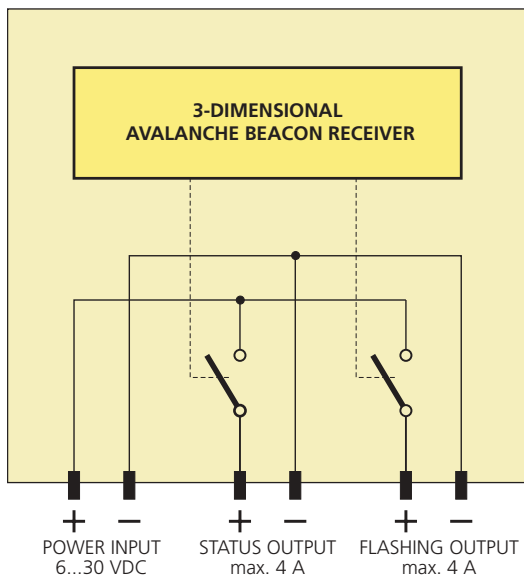 3-DIMENSIONAL
AVALANCHE BEACON RECEIVER
+ − + − + −
POWER INPUT STATUS OUTPUT FLASHING OUTPUT
6...30 VDC max. 4 A max. 4 A